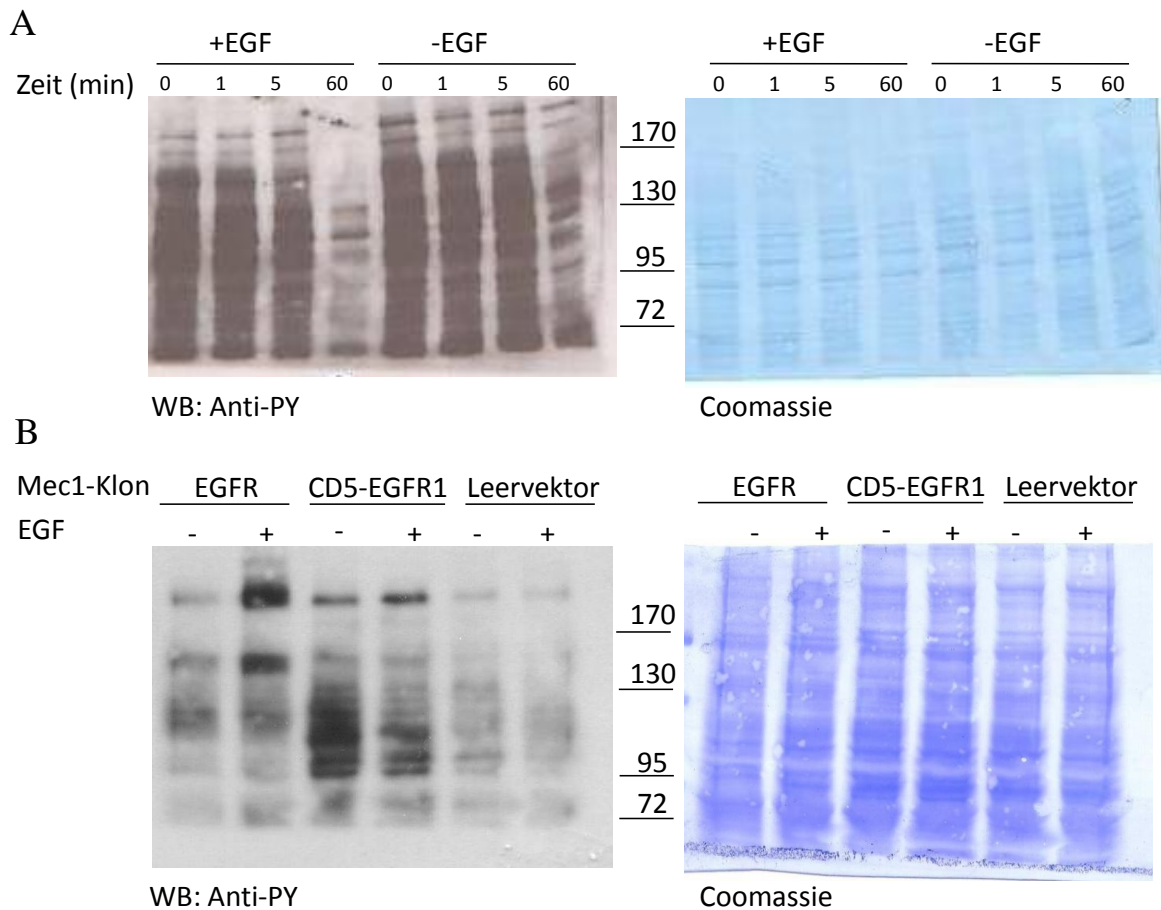 A
+EGF -EGF +EGF -EGF
Zeit (min) 0 1 5 60 0 1 5 60 0 1 5 60 0 1 5 60
170
130
95
72
WB: Anti-PY Coomassie
B
Mec1-Klon EGFR CD5-EGFR1 Leervektor EGFR CD5-EGFR1 Leervektor
EGF - + - + - + - + - + - +
170
130
95
72
WB: Anti-PY Coomassie